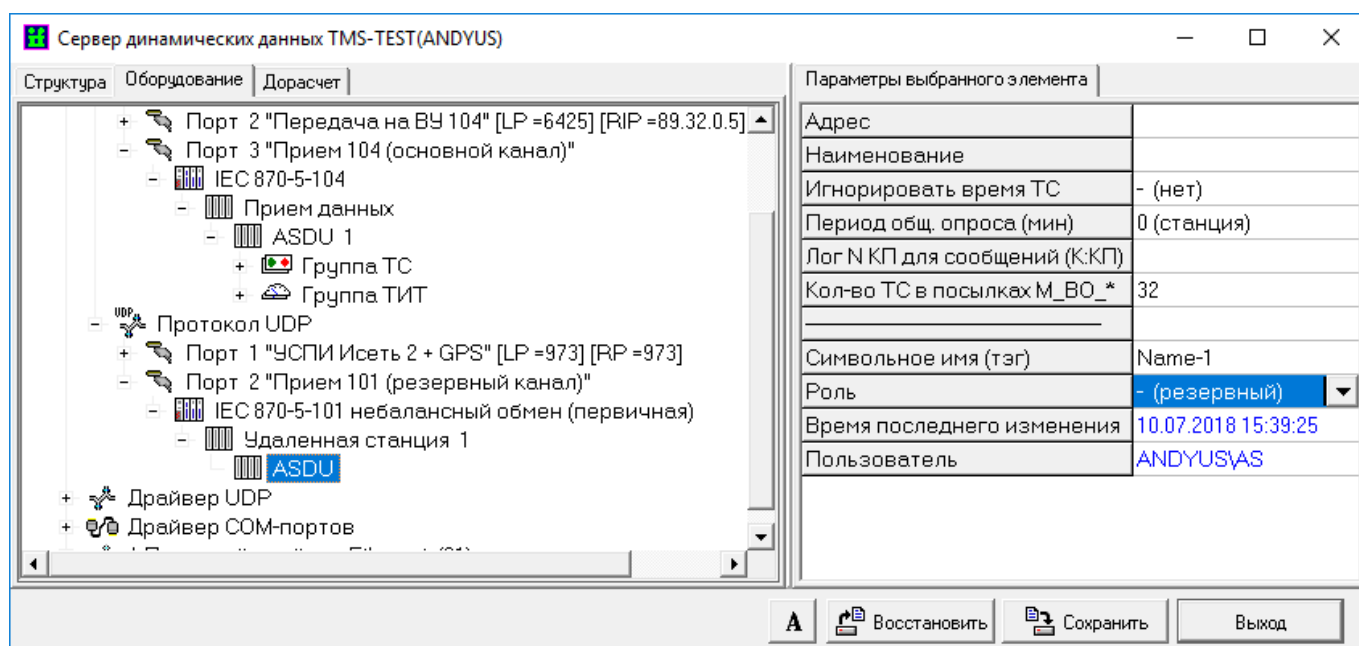 Сервер динамических данных TMS-TEST(ANDYUS)
Структура Оборудование Дорасчет
Порт 2 "Передача на ВУ 104" [LP =6425] [RIP =89.32.0.5]
Порт 3 "Прием 104 (основной канал)"
IEC 870-5-104
Прием данных
ASDU 1
Группа ТС
Группа ТИТ
UDP
Протокол UDP
Порт 1 "УСПИ Исеть 2 + GPS" [LP =973] [RP =973]
Порт 2 "Прием 101 (резервный канал)"
IEC 870-5-101 небалансный обмен (первичная)
Удаленная станция 1
ASDU
Драйвер UDP
Драйвер COM-портов
Параметры выбранного элемента
Адрес
Наименование
Игнорировать время ТС - (нет)
Период общ. опроса (мин) 0 (станция)
Лог N КП для сообщений (К:КП)
Кол-во ТС в посылках M_BO_* 32
Символьное имя (тэг) Name-1
Роль - (резервный)
Время последнего изменения 10.07.2018 15:39:25
Пользователь ANDYUS\AS
A Восстановить Сохранить Выход